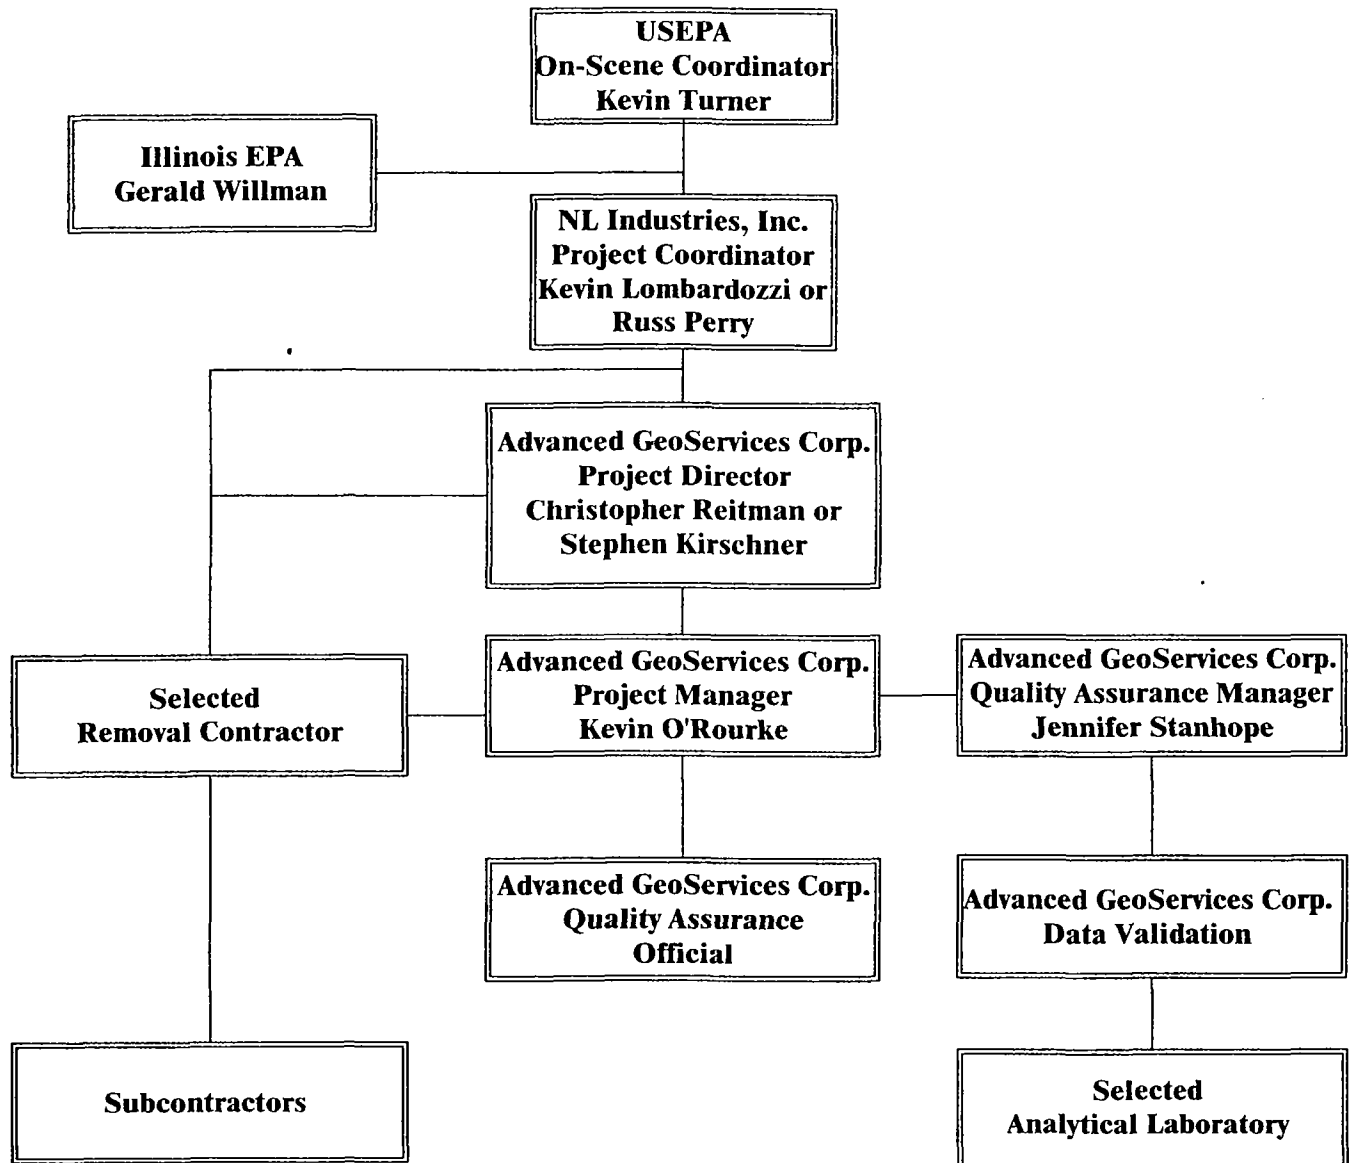 USEPA
On-Scene Coordinator
Kevin Turner
Illinois EPA
Gerald Willman
NL Industries, Inc.
Project Coordinator
Kevin Lombardozzi or
Russ Perry
Advanced GeoServices Corp.
Project Director
Christopher Reitman or
Stephen Kirschner
Selected
Removal Contractor
Advanced GeoServices Corp.
Project Manager
Kevin O'Rourke
Advanced GeoServices Corp.
Quality Assurance Manager
Jennifer Stanhope
Advanced GeoServices Corp.
Quality Assurance
Official
Advanced GeoServices Corp.
Data Validation
Subcontractors
Selected
Analytical Laboratory